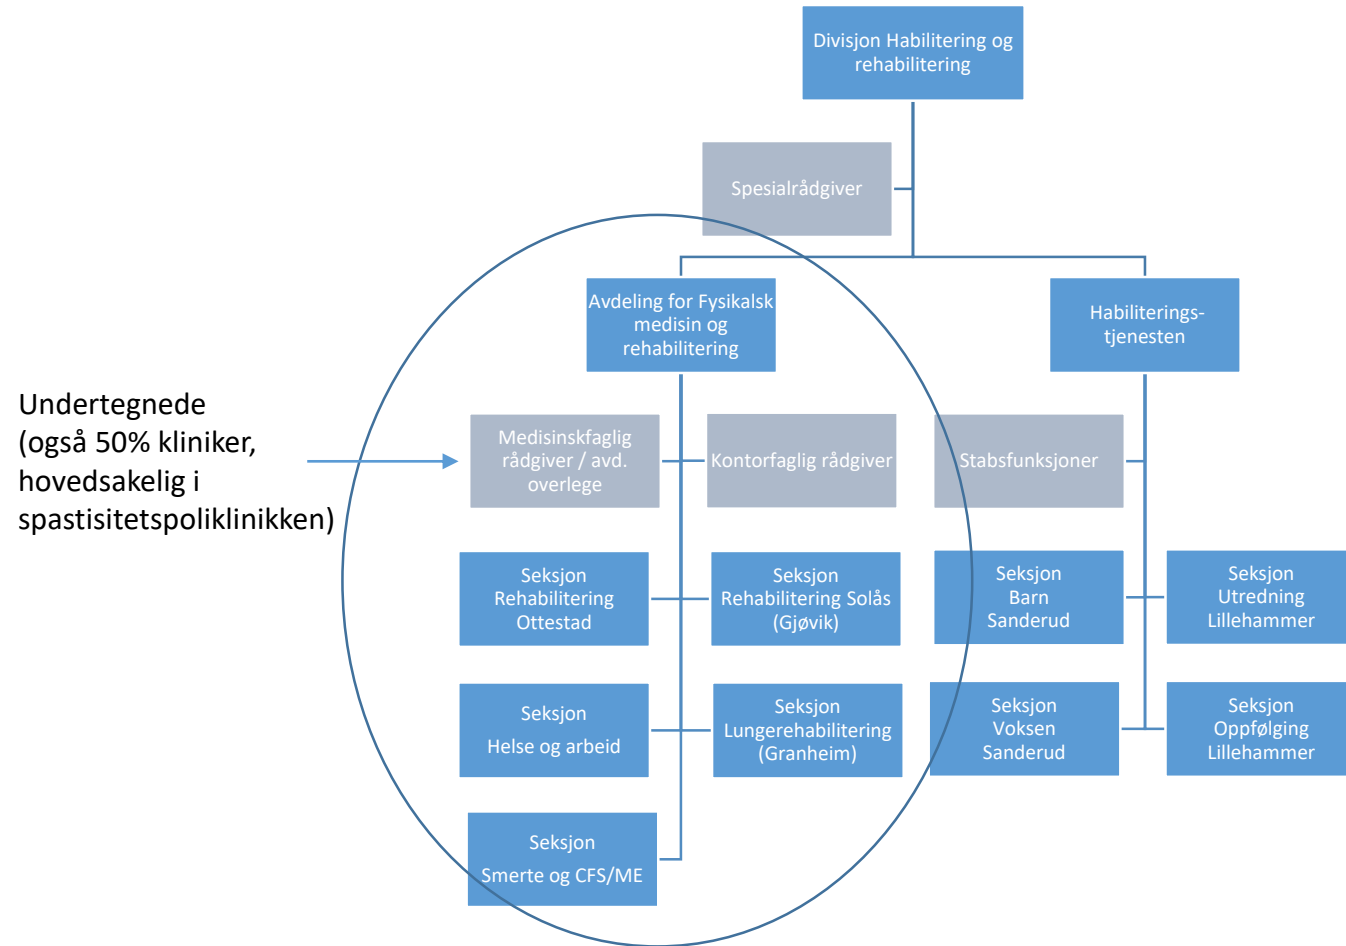 Divisjon Habilitering og
rehabilitering
Spesialrådgiver
Avdeling for Fysikalsk
medisin og
rehabilitering
Habiliterings-
tjenesten
Undertegnede
(også 50% kliniker,
hovedsakelig i
spastisitetspoliklinikken)
Medisinskfaglig
rådgiver / avd.
overlege
Kontorfaglig rådgiver
Stabsfunksjoner
Seksjon
Rehabilitering
Ottestad
Seksjon
Rehabilitering Solås
(Gjøvik)
Seksjon
Barn
Sanderud
Seksjon
Utredning
Lillehammer
Seksjon
Helse og arbeid
Seksjon
Lungerehabilitering
(Granheim)
Seksjon
Voksen
Sanderud
Seksjon
Oppfølging
Lillehammer
Seksjon
Smerte og CFS/ME